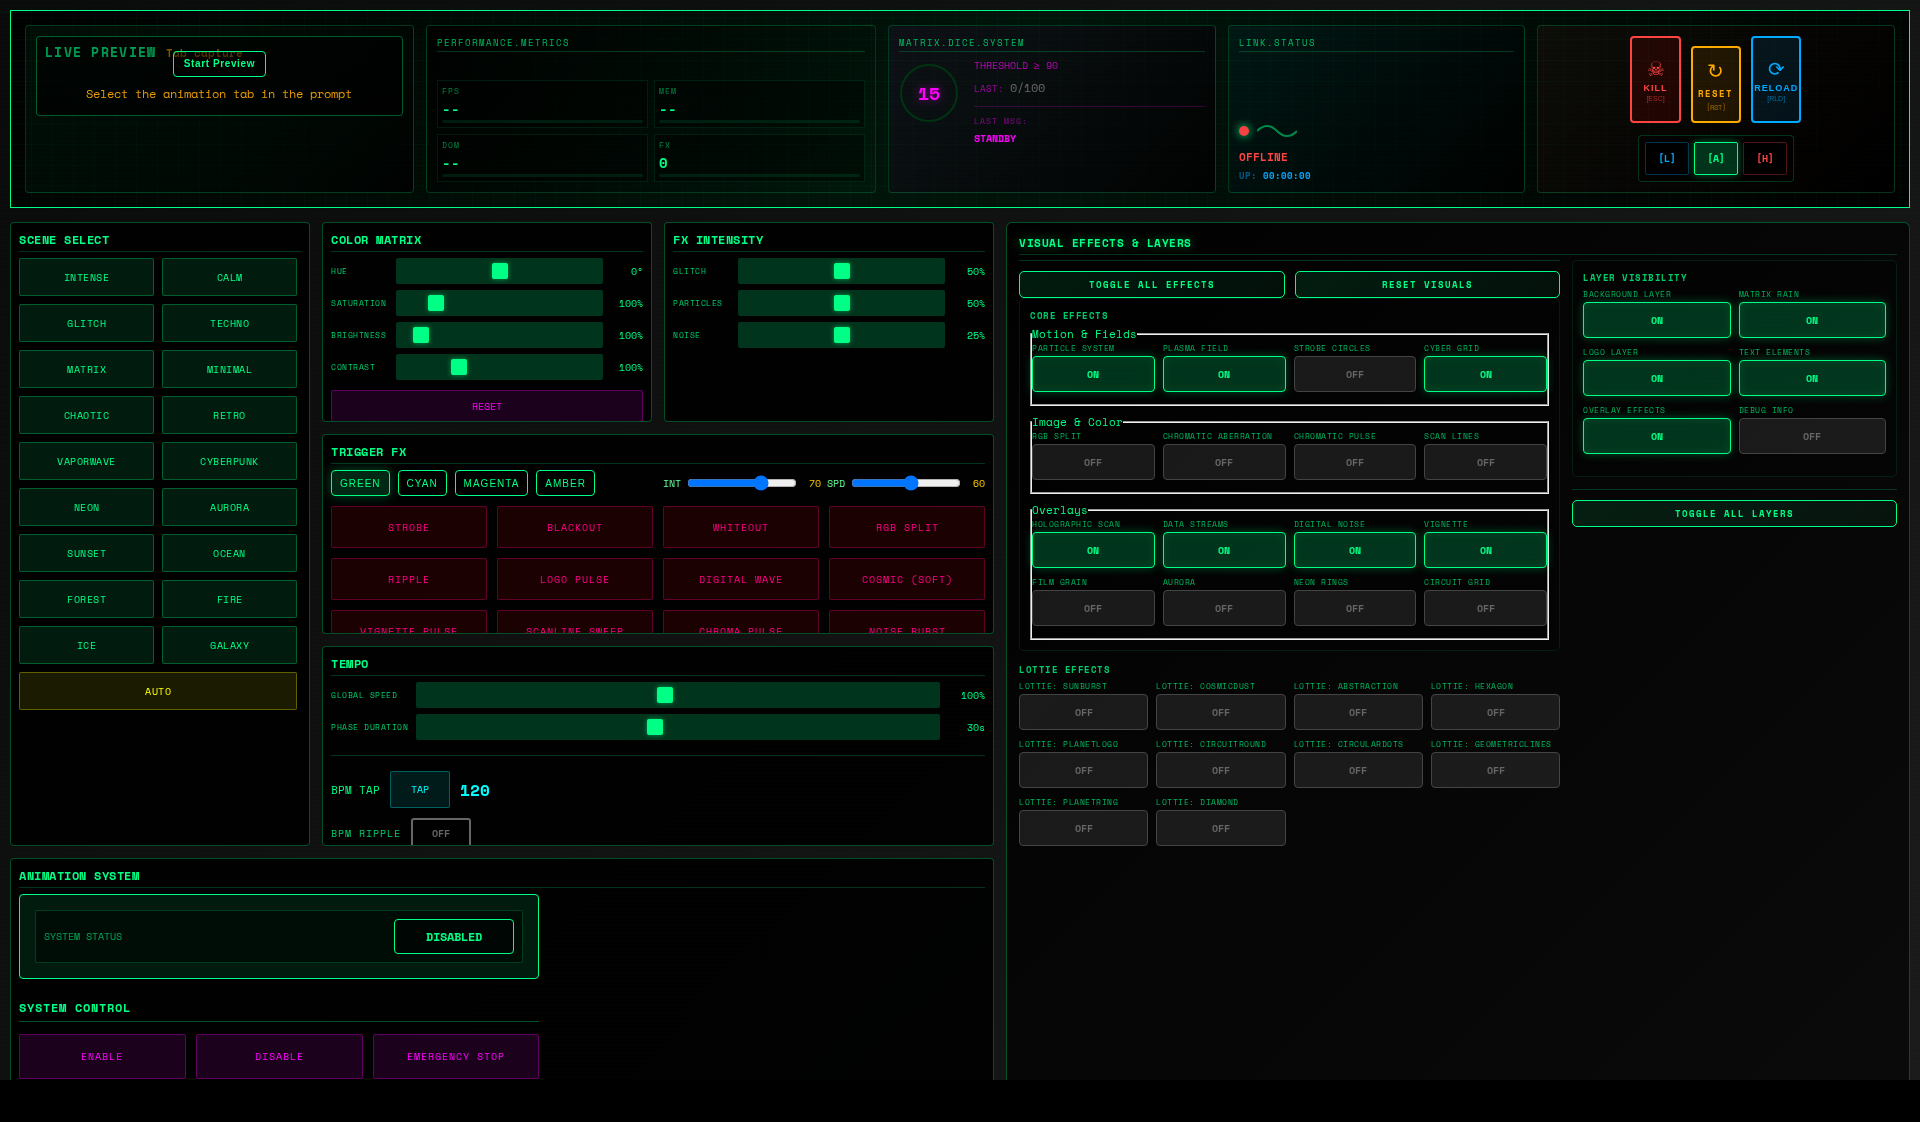 LIVE PREVIEW Tab capture
Start Preview
Select the animation tab in the prompt
PERFORMANCE.METRICS
FPS
--
MEM
--
DOM
--
FX
0
MATRIX.DICE.SYSTEM
15
THRESHOLD ≥ 90
LAST: 0/100
LAST MSG:
STANDBY
LINK.STATUS
OFFLINE
UP: 00:00:00
KILL
[ESC]
RESET
[RST]
RELOAD
[RLD]
[L]
[A]
[H]
SCENE SELECT
INTENSE
CALM
GLITCH
TECHNO
MATRIX
MINIMAL
CHAOTIC
RETRO
VAPORWAVE
CYBERPUNK
NEON
AURORA
SUNSET
OCEAN
FOREST
FIRE
ICE
GALAXY
AUTO
COLOR MATRIX
HUE 0°
SATURATION 100%
BRIGHTNESS 100%
CONTRAST 100%
RESET
FX INTENSITY
GLITCH 50%
PARTICLES 50%
NOISE 25%
TRIGGER FX
GREEN
CYAN
MAGENTA
AMBER
INT 70 SPD 60
STROBE
BLACKOUT
WHITEOUT
RGB SPLIT
RIPPLE
LOGO PULSE
DIGITAL WAVE
COSMIC (SOFT)
VIGNETTE PULSE
SCANLINE SWEEP
CHROMA PULSE
NOISE BURST
TEMPO
GLOBAL SPEED 100%
PHASE DURATION 30s
BPM TAP TAP 120
BPM RIPPLE OFF
ANIMATION SYSTEM
SYSTEM STATUS DISABLED
SYSTEM CONTROL
ENABLE
DISABLE
EMERGENCY STOP
VISUAL EFFECTS & LAYERS
TOGGLE ALL EFFECTS
RESET VISUALS
CORE EFFECTS
Motion & Fields
PARTICLE SYSTEM
ON
PLASMA FIELD
ON
STROBE CIRCLES
OFF
CYBER GRID
ON
Image & Color
RGB SPLIT
OFF
CHROMATIC ABERRATION
OFF
CHROMATIC PULSE
OFF
SCAN LINES
OFF
Overlays
HOLOGRAPHIC SCAN
ON
DATA STREAMS
ON
DIGITAL NOISE
ON
VIGNETTE
ON
FILM GRAIN
OFF
AURORA
OFF
NEON RINGS
OFF
CIRCUIT GRID
OFF
LOTTIE EFFECTS
LOTTIE: SUNBURST
OFF
LOTTIE: COSMICDUST
OFF
LOTTIE: ABSTRACTION
OFF
LOTTIE: HEXAGON
OFF
LOTTIE: PLANETLOGO
OFF
LOTTIE: CIRCUITROUND
OFF
LOTTIE: CIRCULARDOTS
OFF
LOTTIE: GEOMETRICLINES
OFF
LOTTIE: PLANETRING
OFF
LOTTIE: DIAMOND
OFF
LAYER VISIBILITY
BACKGROUND LAYER
ON
MATRIX RAIN
ON
LOGO LAYER
ON
TEXT ELEMENTS
ON
OVERLAY EFFECTS
ON
DEBUG INFO
OFF
TOGGLE ALL LAYERS